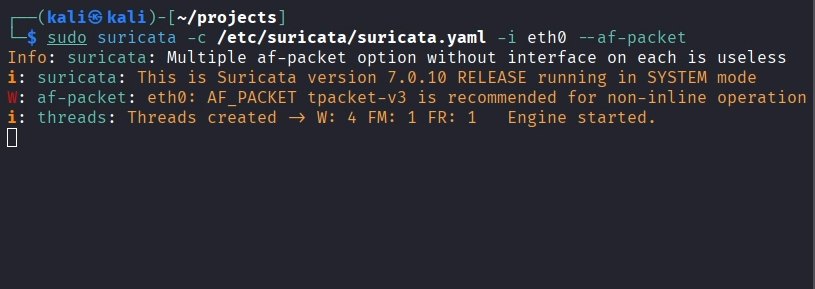 ┌──(kali㉿kali)-[~/projects]
└─$ sudo suricata -c /etc/suricata/suricata.yaml -i eth0 --af-packet
Info: suricata: Multiple af-packet option without interface on each is useless
i: suricata: This is Suricata version 7.0.10 RELEASE running in SYSTEM mode
W: af-packet: eth0: AF_PACKET tpacket-v3 is recommended for non-inline operation
i: threads: Threads created -> W: 4 FM: 1 FR: 1   Engine started.